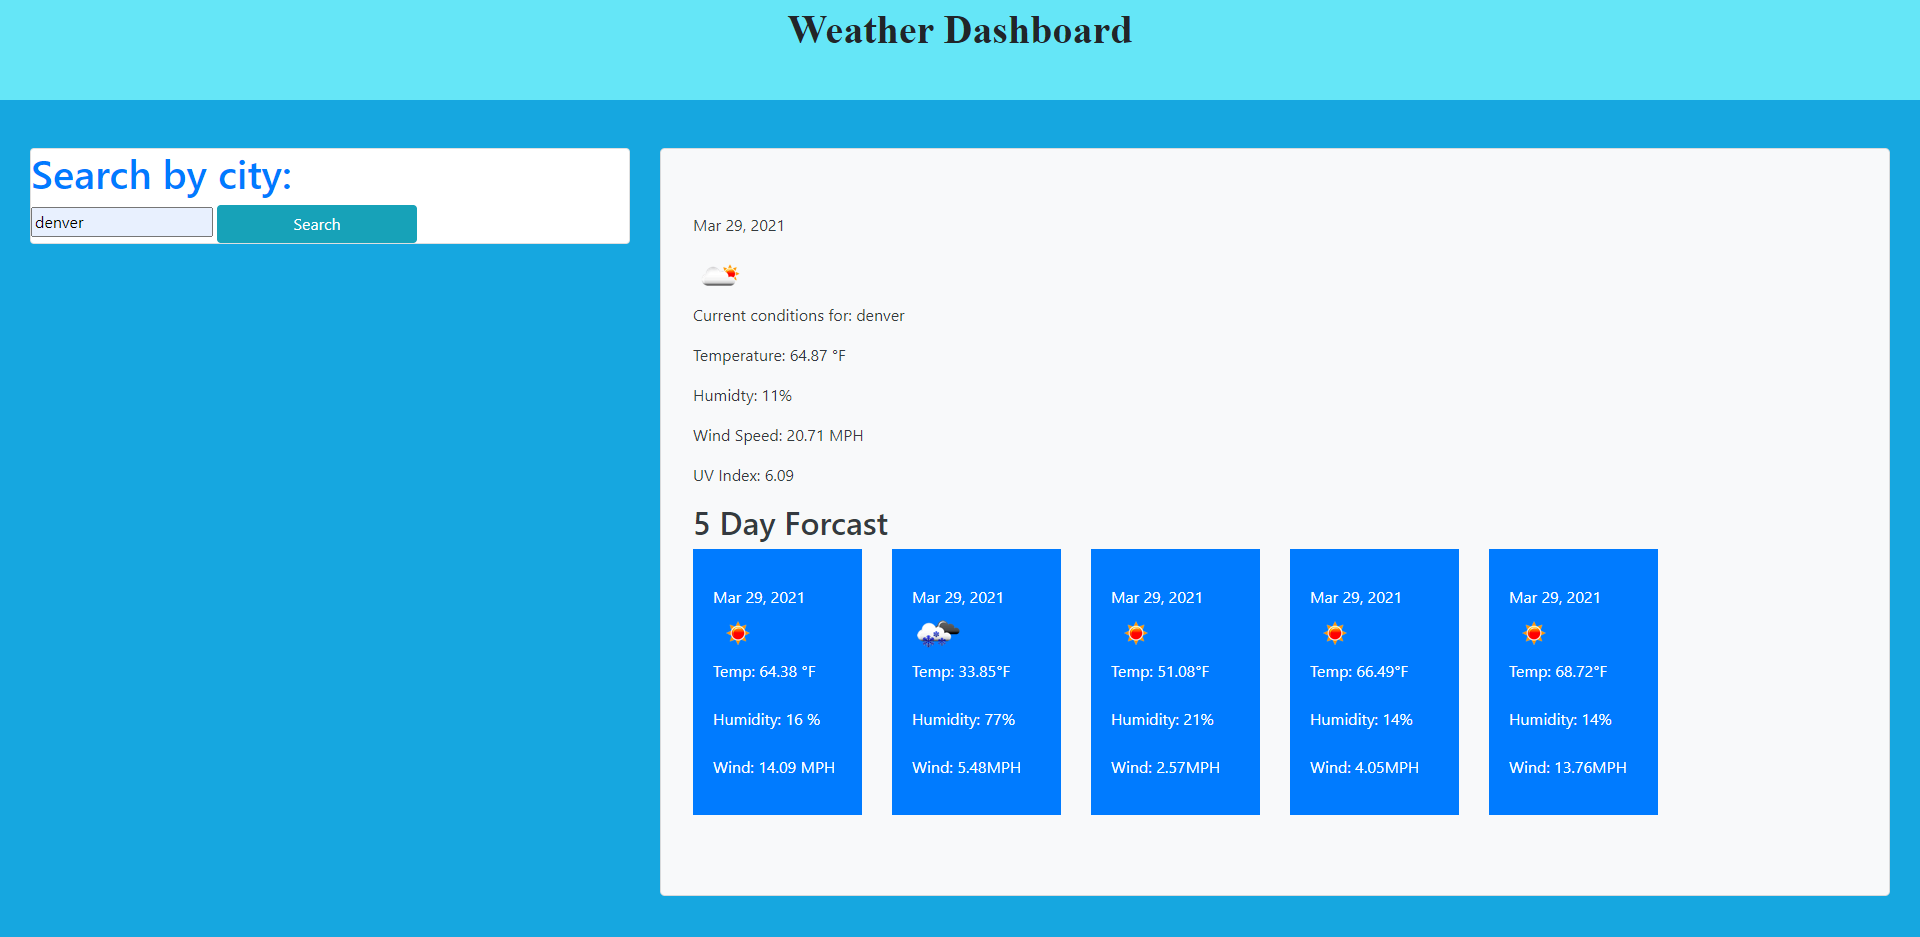 Weather Dashboard
Search by city:
denver
Search
Mar 29, 2021
Current conditions for: denver
Temperature: 64.87 °F
Humidty: 11%
Wind Speed: 20.71 MPH
UV Index: 6.09
5 Day Forcast
Mar 29, 2021
Temp: 64.38 °F
Humidity: 16 %
Wind: 14.09 MPH
Mar 29, 2021
Temp: 33.85°F
Humidity: 77%
Wind: 5.48MPH
Mar 29, 2021
Temp: 51.08°F
Humidity: 21%
Wind: 2.57MPH
Mar 29, 2021
Temp: 66.49°F
Humidity: 14%
Wind: 4.05MPH
Mar 29, 2021
Temp: 68.72°F
Humidity: 14%
Wind: 13.76MPH